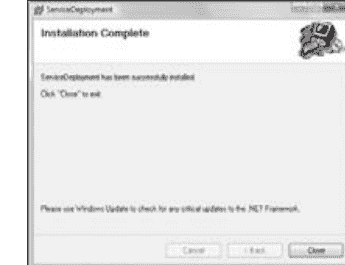 ServiceDeployment
Installation Complete
ServiceDeployment has been successfully installed.
Click "Close" to exit.
Please use Windows Update to check for any critical updates to the .NET Framework.
Cancel
< Back
Close